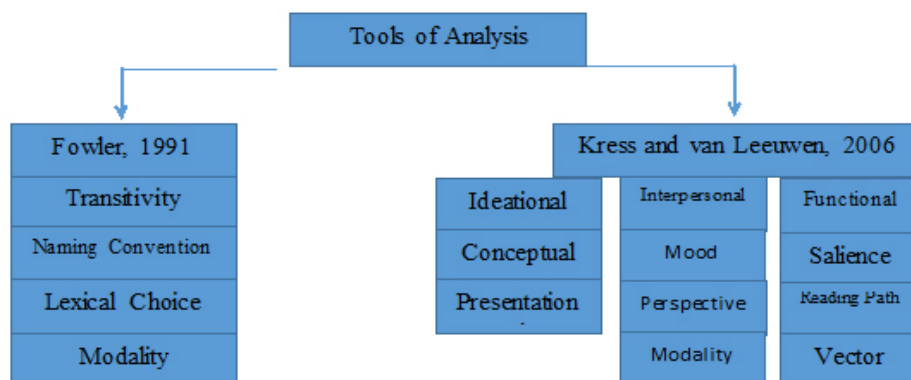 Tools of Analysis
Fowler, 1991
Transitivity
Naming Convention
Lexical Choice
Modality
Kress and van Leeuwen, 2006
Ideational
Conceptual
Presentation
Interpersonal
Mood
Perspective
Modality
Functional
Salience
Reading Path
Vector